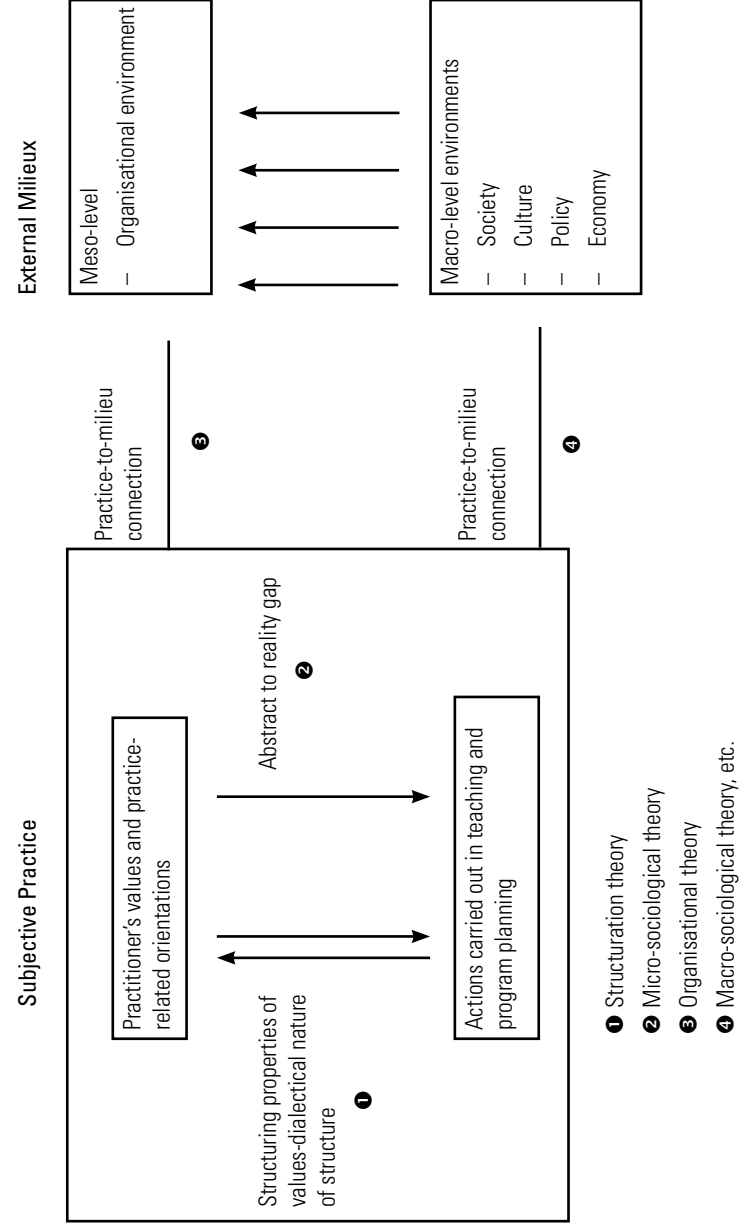 Subjective Practice
External Milieux
Practitioner's values and practice-
related orientations
Structuring properties of
values-dialectical nature
of structure
❶
Abstract to reality gap
❷
Actions carried out in teaching and
program planning
Practice-to-milieu
connection
❸
Practice-to-milieu
connection
❹
Meso-level
– Organisational environment
Macro-level environments
– Society
– Culture
– Policy
– Economy
❶ Structuration theory
❷ Micro-sociological theory
❸ Organisational theory
❹ Macro-sociological theory, etc.